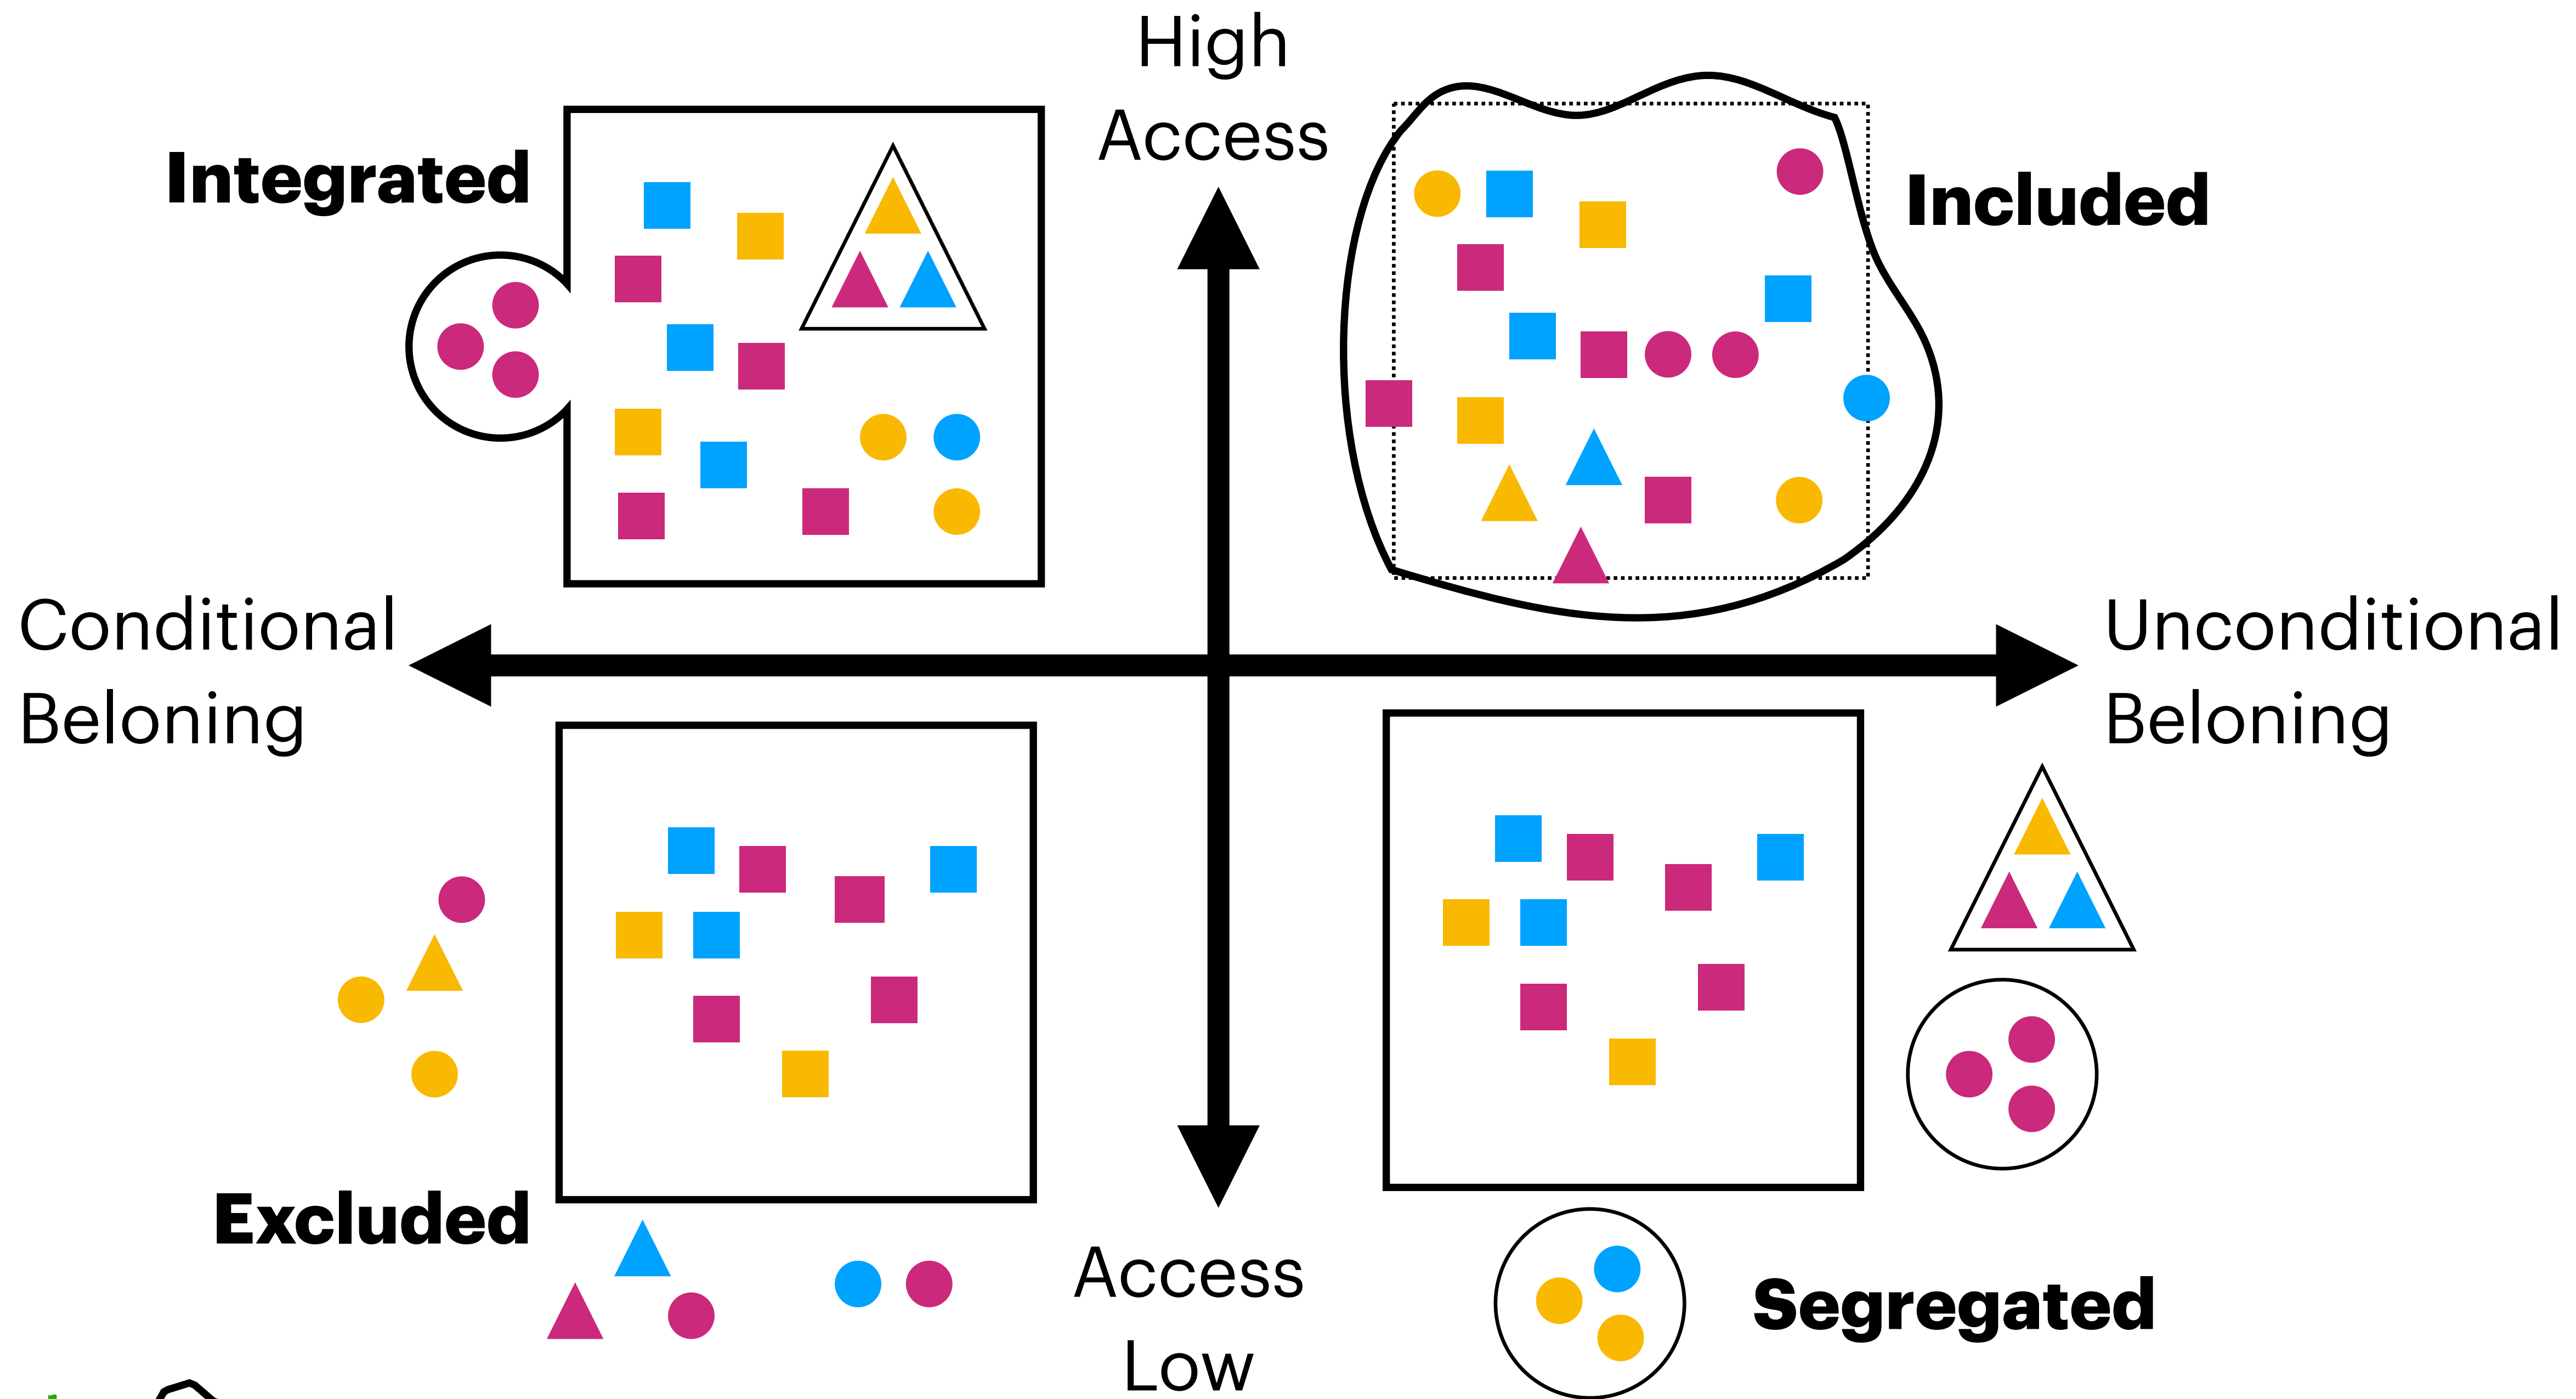 High
Access
Integrated
Included
Conditional
Beloning
Unconditional
Beloning
Excluded
Access
Low
Segregated